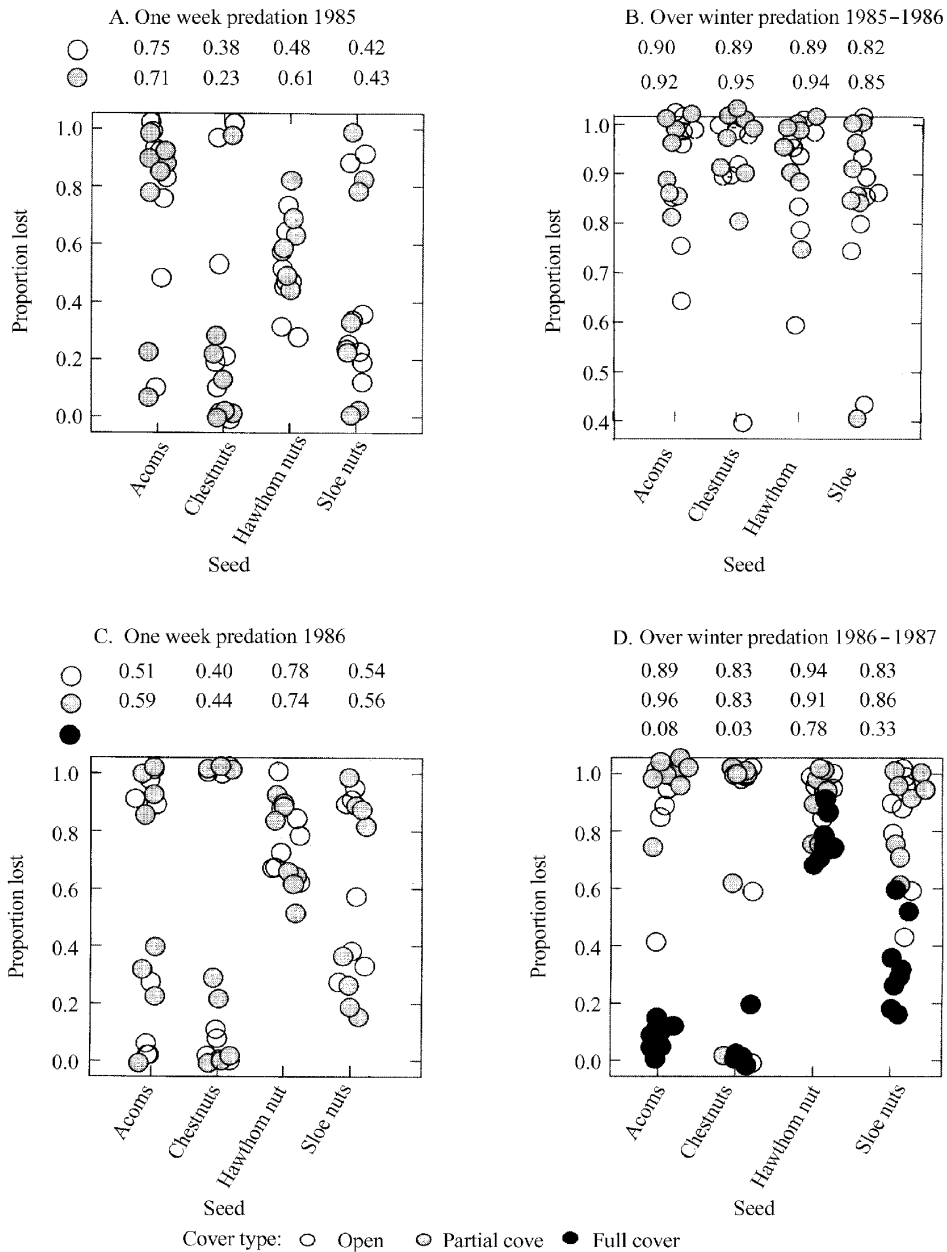 A. One week predation 1985
0.75 0.38 0.48 0.42
0.71 0.23 0.61 0.43
1.0
0.8
0.6
0.4
0.2
0.0
Proportion lost
Acoms
Chestnuts
Hawthom nuts
Sloe nuts
Seed
B. Over winter predation 1985–1986
0.90 0.89 0.89 0.82
0.92 0.95 0.94 0.85
1.0
0.9
0.8
0.7
0.6
0.5
0.4
Proportion lost
Acoms
Chestnuts
Hawthom
Sloe
Seed
C. One week predation 1986
0.51 0.40 0.78 0.54
0.59 0.44 0.74 0.56
1.0
0.8
0.6
0.4
0.2
0.0
Proportion lost
Acoms
Chestnuts
Hawthom nut
Sloe nuts
Seed
D. Over winter predation 1986–1987
0.89 0.83 0.94 0.83
0.96 0.83 0.91 0.86
0.08 0.03 0.78 0.33
1.0
0.8
0.6
0.4
0.2
0.0
Proportion lost
Acoms
Chestnuts
Hawthom nut
Sloe nuts
Seed
Cover type: Open Partial cove Full cover